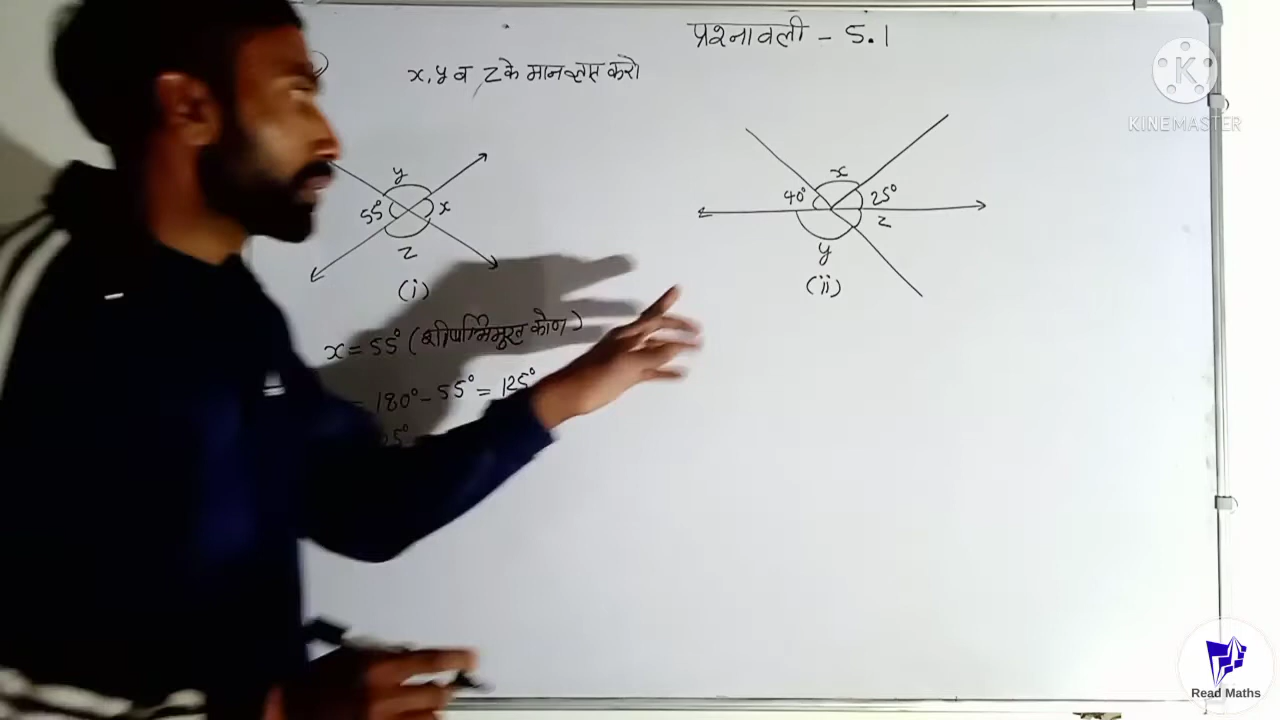 प्रश्नावली - 5.1
x, y व z के मान ज्ञात करो
y
55° x
z
(i)
x
40° 25°
z
y
(ii)
x = 55° (शीर्षाभिमुख कोण)
= 180° - 55° = 125°
KINEMASTER
Read Maths